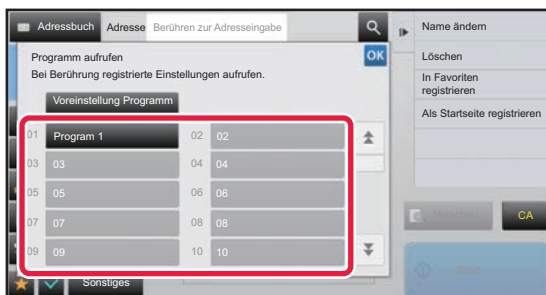 Adressbuch Adresse Berühren zur Adresseingabe
Programm aufrufen
OK
Bei Berührung registrierte Einstellungen aufrufen.
Voreinstellung Programm
01 Program 1 02 02
03 03 04 04
05 05 06 06
07 07 08 08
09 09 10 10
Sonstiges
Name ändern
Löschen
In Favoriten
registrieren
Als Startseite registrieren
Vorschau
CA
Start